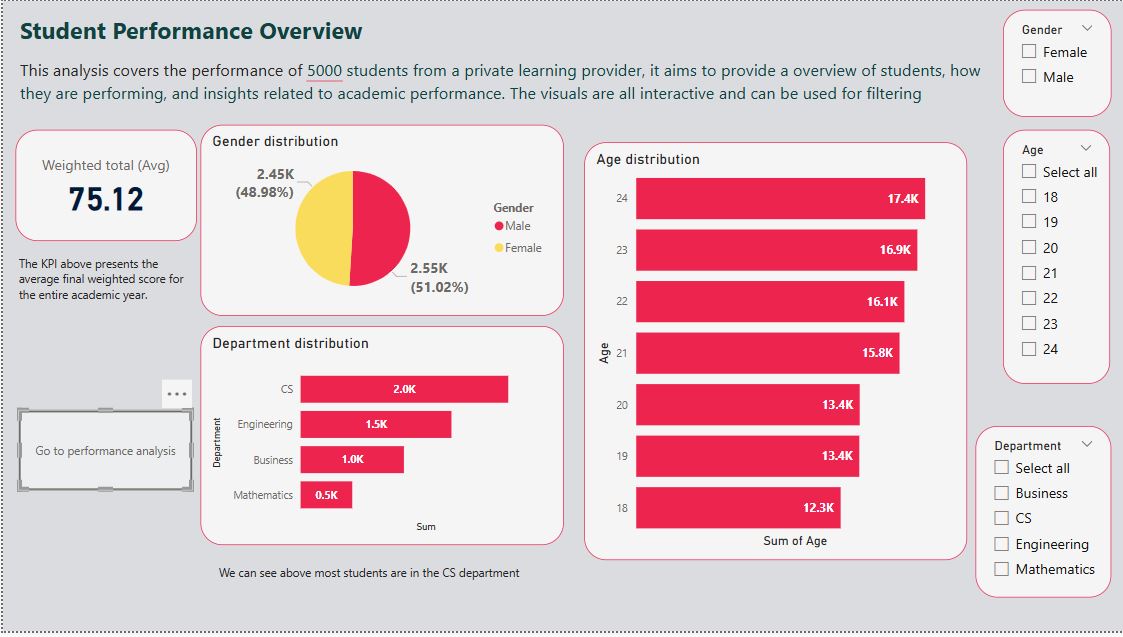 Student Performance Overview
This analysis covers the performance of 5000 students from a private learning provider, it aims to provide a overview of students, how
they are performing, and insights related to academic performance. The visuals are all interactive and can be used for filtering
Weighted total (Avg)
75.12
The KPI above presents the
average final weighted score for
the entire academic year.
Go to performance analysis
Gender distribution
2.45K
(48.98%)
2.55K
(51.02%)
Gender
Male
Female
Department distribution
Department
CS
2.0K
Engineering
1.5K
Business
1.0K
Mathematics
0.5K
Sum
We can see above most students are in the CS department
Age distribution
Age
24
17.4K
23
16.9K
22
16.1K
21
15.8K
20
13.4K
19
13.4K
18
12.3K
Sum of Age
Gender
Female
Male
Age
Select all
18
19
20
21
22
23
24
Department
Select all
Business
CS
Engineering
Mathematics